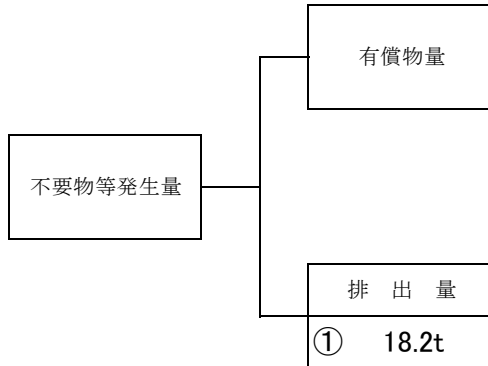 有償物量
不要物等発生量
排 出 量
① 18.2t